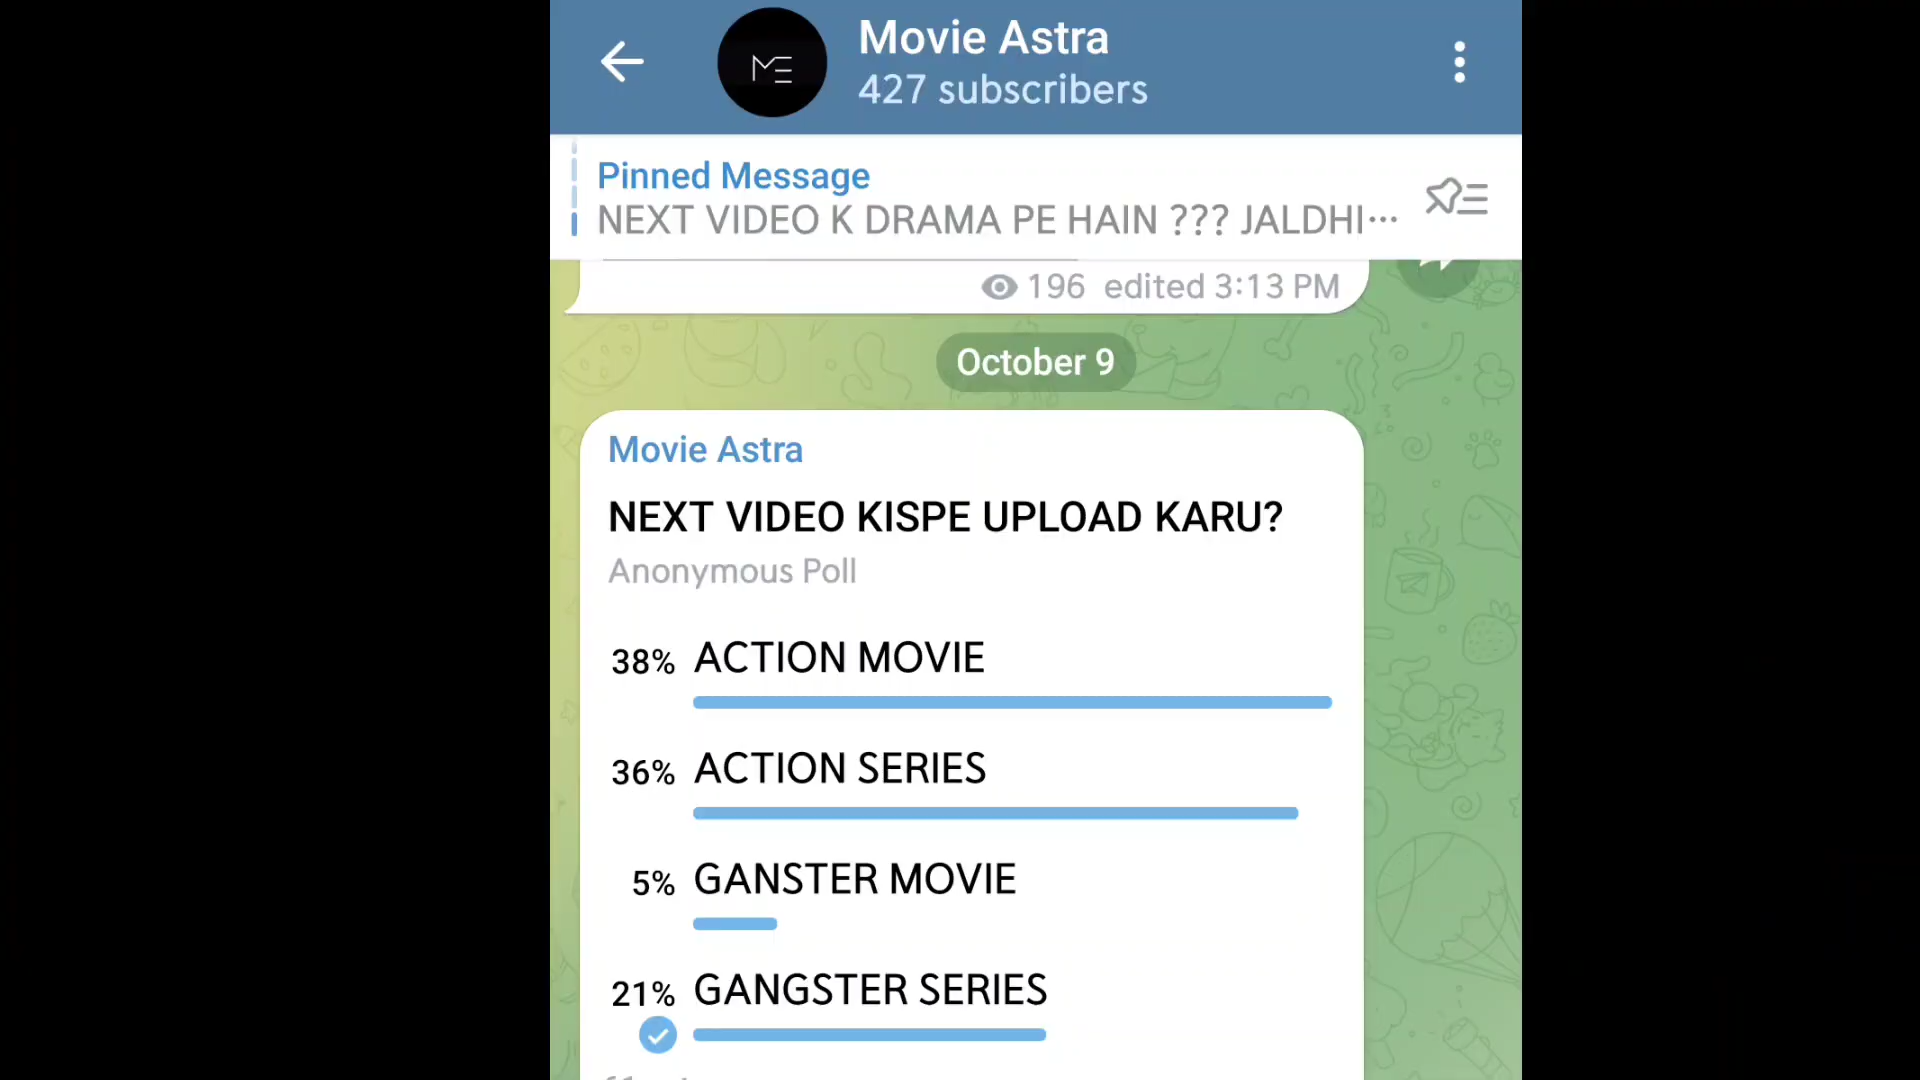 Movie Astra
427 subscribers
Pinned Message
NEXT VIDEO K DRAMA PE HAIN ??? JALDHI...
196 edited 3:13 PM
October 9
Movie Astra
NEXT VIDEO KISPE UPLOAD KARU?
Anonymous Poll
38% ACTION MOVIE
36% ACTION SERIES
5% GANSTER MOVIE
21% GANGSTER SERIES